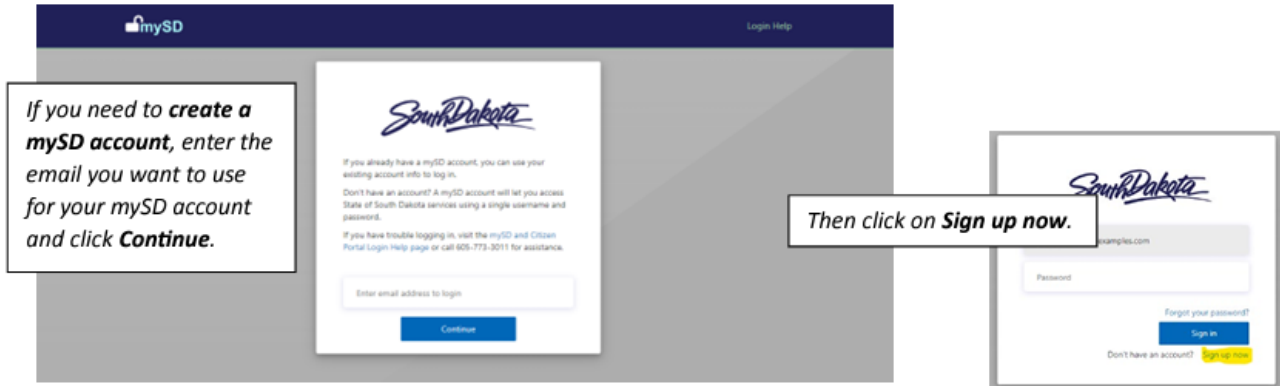 mySD
Login Help
If you need to create a
mySD account, enter the
email you want to use
for your mySD account
and click Continue.
South Dakota
If you already have a mySD account, you can use your
existing account info to log in.
Don't have an account? A mySD account will let you access
State of South Dakota services using a single username and
password.
If you have trouble logging in, visit the mySD and Citizen
Portal Login Help page or call 605-773-3011 for assistance.
Enter email address to login
Continue
South Dakota
Then click on Sign up now.
examples.com
Password
Forgot your password?
Sign in
Don't have an account? Sign up now